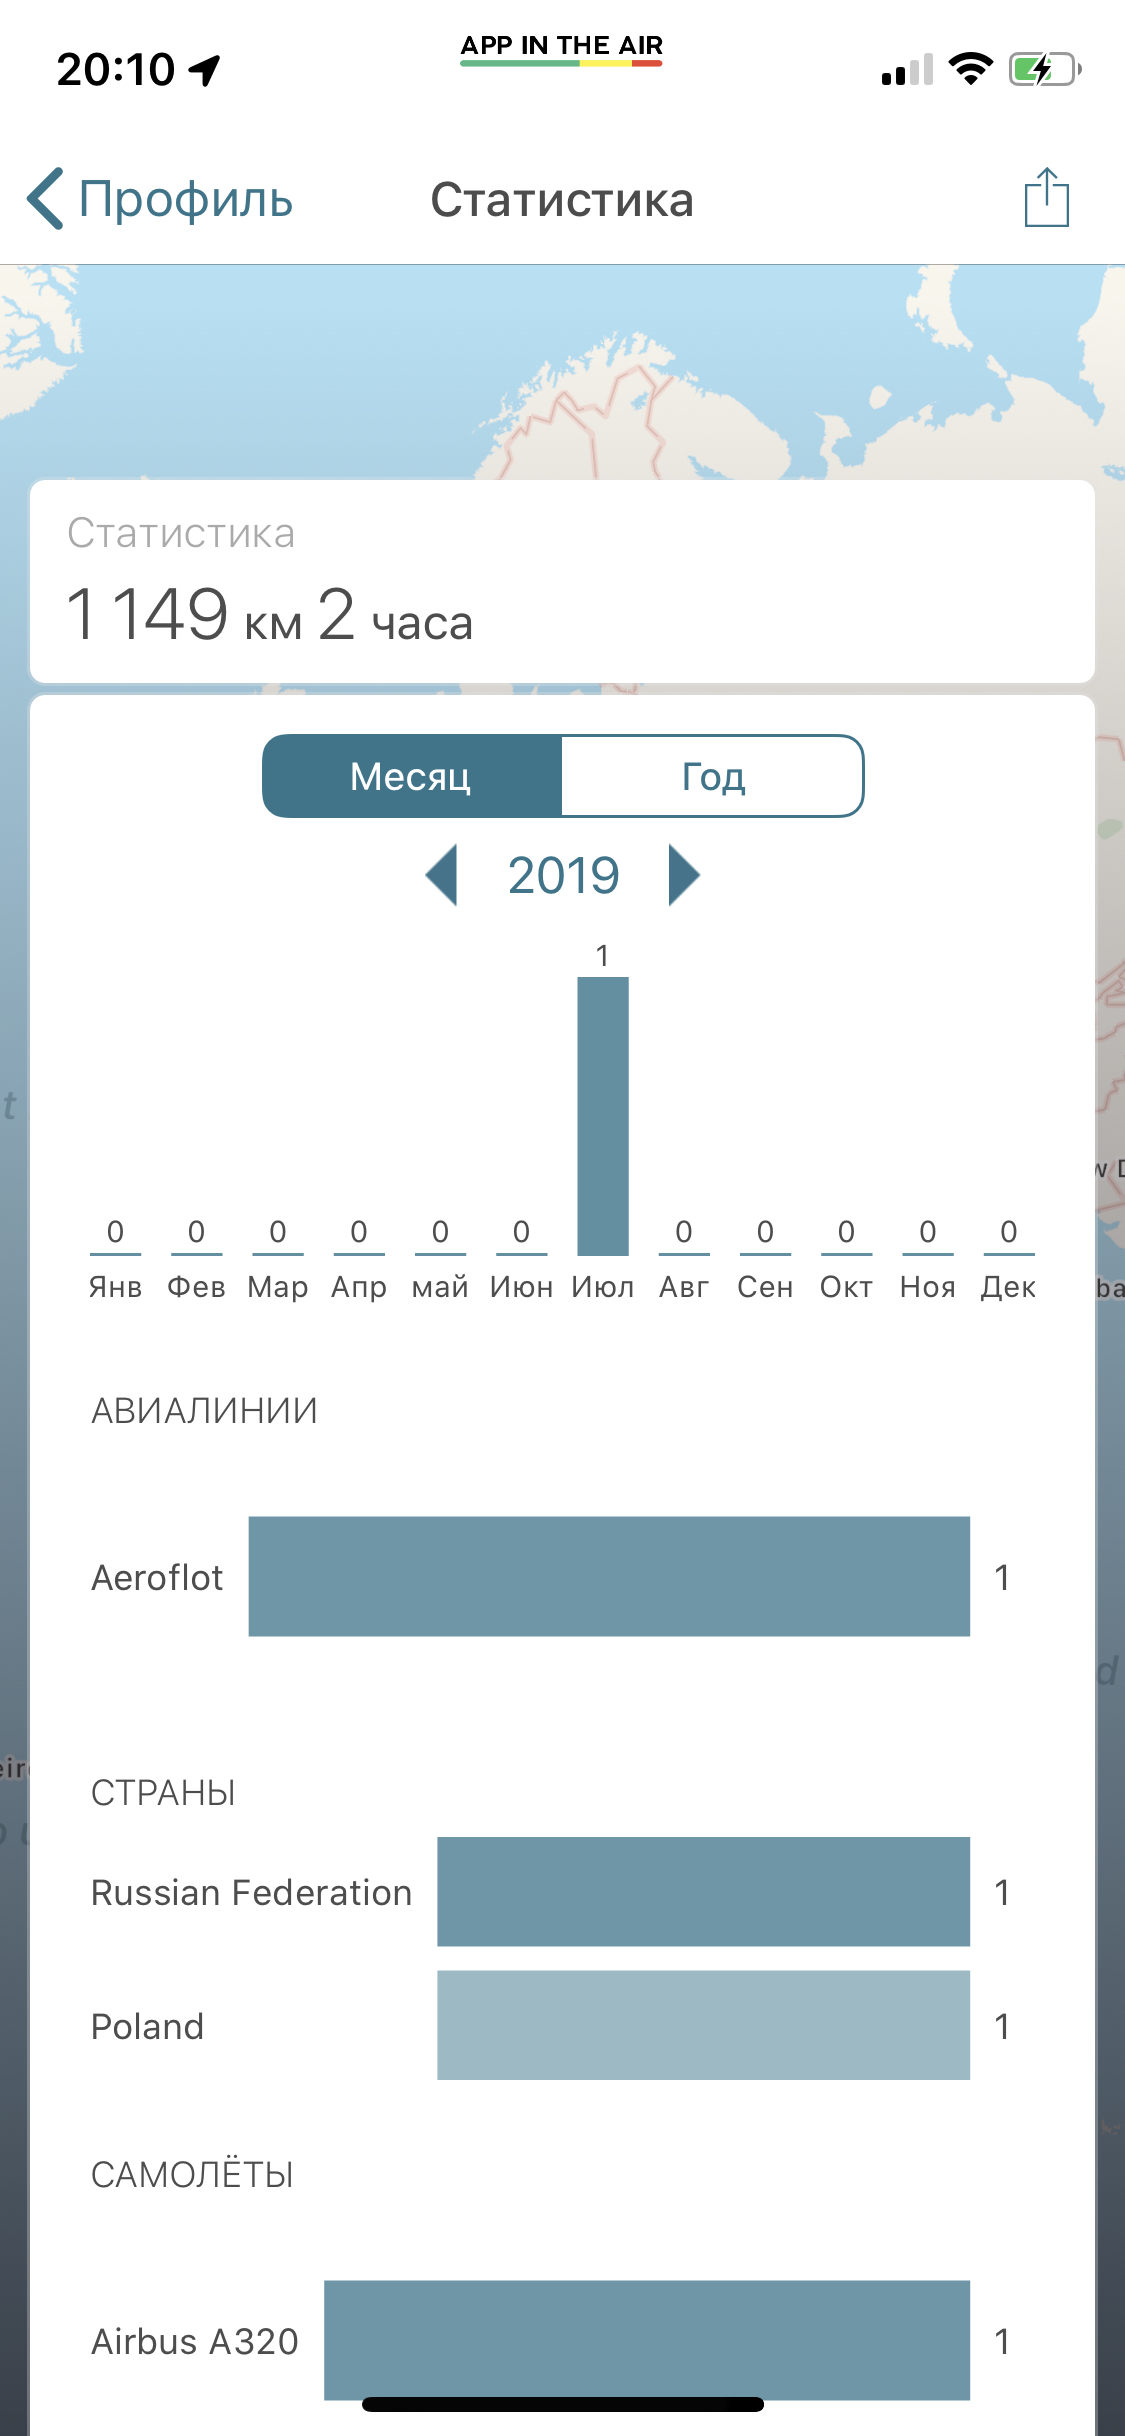 APP IN THE AIR
20:10
Профиль
Статистика
Статистика
1 149 км 2 часа
Месяц
Год
2019
1
0 0 0 0 0 0 0 0 0 0 0
Янв Фев Мар Апр май Июн Июл Авг Сен Окт Ноя Дек
АВИАЛИНИИ
Aeroflot 1
СТРАНЫ
Russian Federation 1
Poland 1
САМОЛЁТЫ
Airbus A320 1